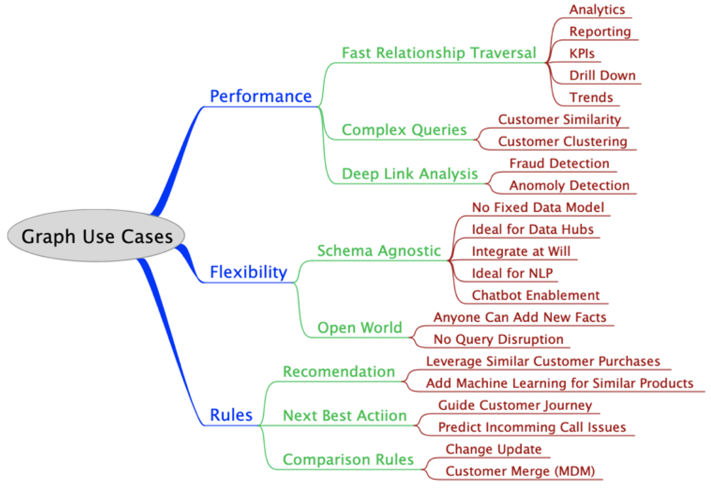 Graph Use Cases
Performance
Fast Relationship Traversal
Analytics
Reporting
KPIs
Drill Down
Trends
Complex Queries
Customer Similarity
Customer Clustering
Deep Link Analysis
Fraud Detection
Anomoly Detection
Flexibility
Schema Agnostic
No Fixed Data Model
Ideal for Data Hubs
Integrate at Will
Ideal for NLP
Chatbot Enablement
Open World
Anyone Can Add New Facts
No Query Disruption
Rules
Recomendation
Leverage Similar Customer Purchases
Add Machine Learning for Similar Products
Next Best Actiion
Guide Customer Journey
Predict Incomming Call Issues
Comparison Rules
Change Update
Customer Merge (MDM)